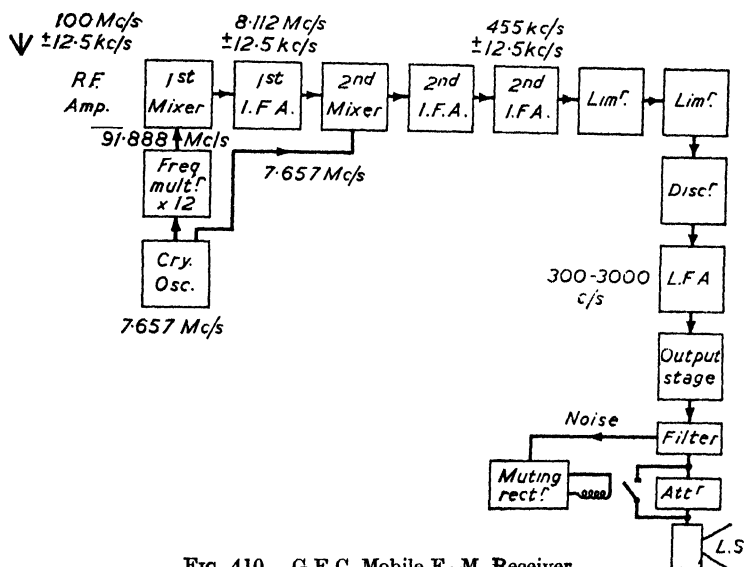 100 Mc/s
±12·5 kc/s
8·112 Mc/s
±12·5 kc/s
455 kc/s
±12·5kc/s
R.F.
Amp.
1st
Mixer
1st
I.F.A.
2nd
Mixer
2nd
I.F.A.
2nd
I.F.A.
Limr.
Limr.
91·888 Mc/s
Freq
multr.
x 12
7·657 Mc/s
Discr.
Cry.
Osc.
7·657 Mc/s
300-3000
c/s
L.F.A
Output
stage
Noise
Filter
Muting
rectr.
Attr
L.S
FIG. 410. G.E.C. Mobile F.-M. Receiver